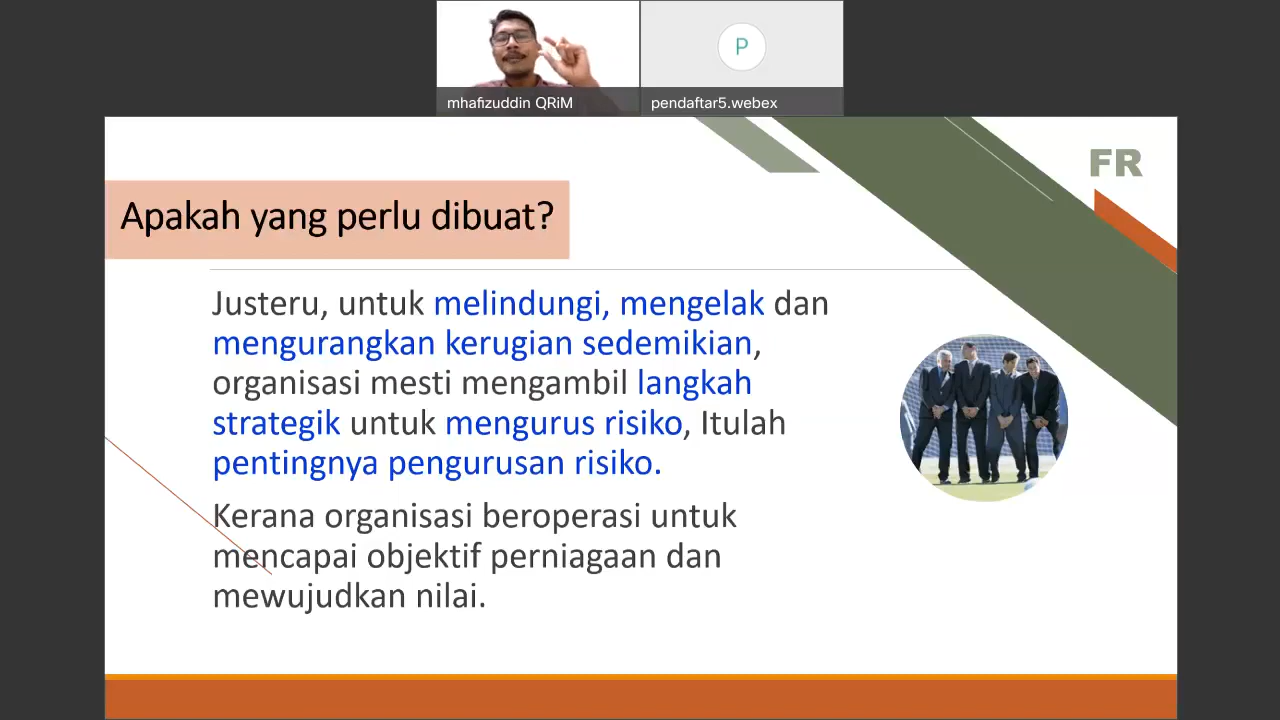 P
mhafizuddin QRiM
pendaftar5.webex
FR
Apakah yang perlu dibuat?
Justeru, untuk melindungi, mengelak dan
mengurangkan kerugian sedemikian,
organisasi mesti mengambil langkah
strategik untuk mengurus risiko, Itulah
pentingnya pengurusan risiko.
Kerana organisasi beroperasi untuk
mencapai objektif perniagaan dan
mewujudkan nilai.